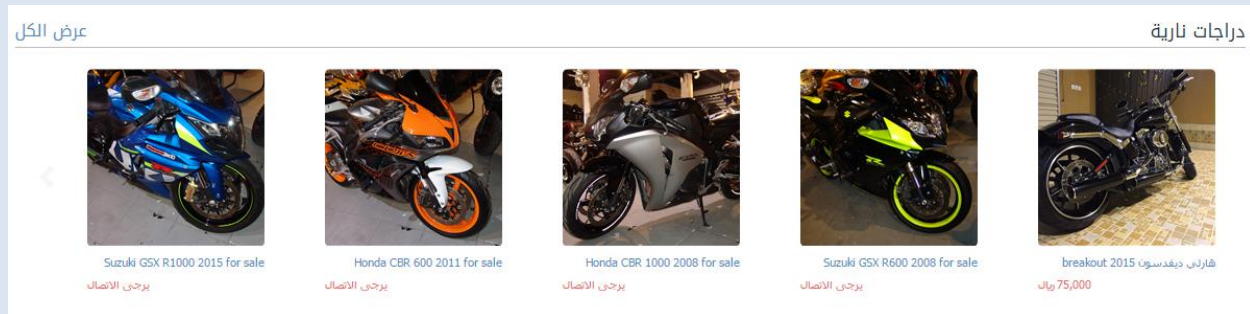 دراجات نارية
عرض الكل
هارلي ديفدسون breakout 2015
75,000 ريال
Suzuki GSX R600 2008 for sale
يرجى الاتصال
Honda CBR 1000 2008 for sale
يرجى الاتصال
Honda CBR 600 2011 for sale
يرجى الاتصال
Suzuki GSX R1000 2015 for sale
يرجى الاتصال